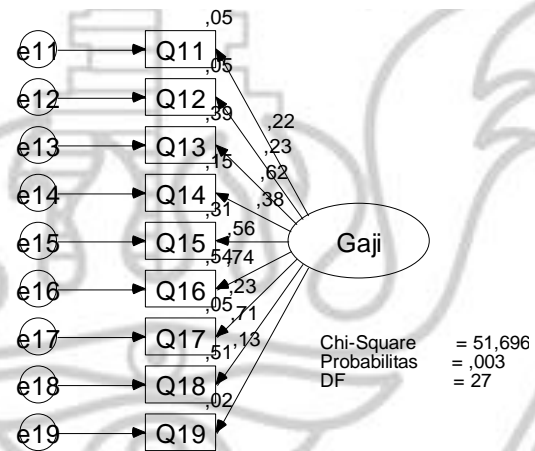 ,05
e11 Q11
,05 ,22
e12 Q12
,39 ,23
e13 Q13 ,62
,15 ,38
e14 Q14
,31 ,56
e15 Q15 Gaji
,54 ,74
e16 Q16 ,23
,05 ,71
e17 Q17 ,13
,51
e18 Q18
,02
e19 Q19
Chi-Square = 51,696
Probabilitas = ,003
DF = 27